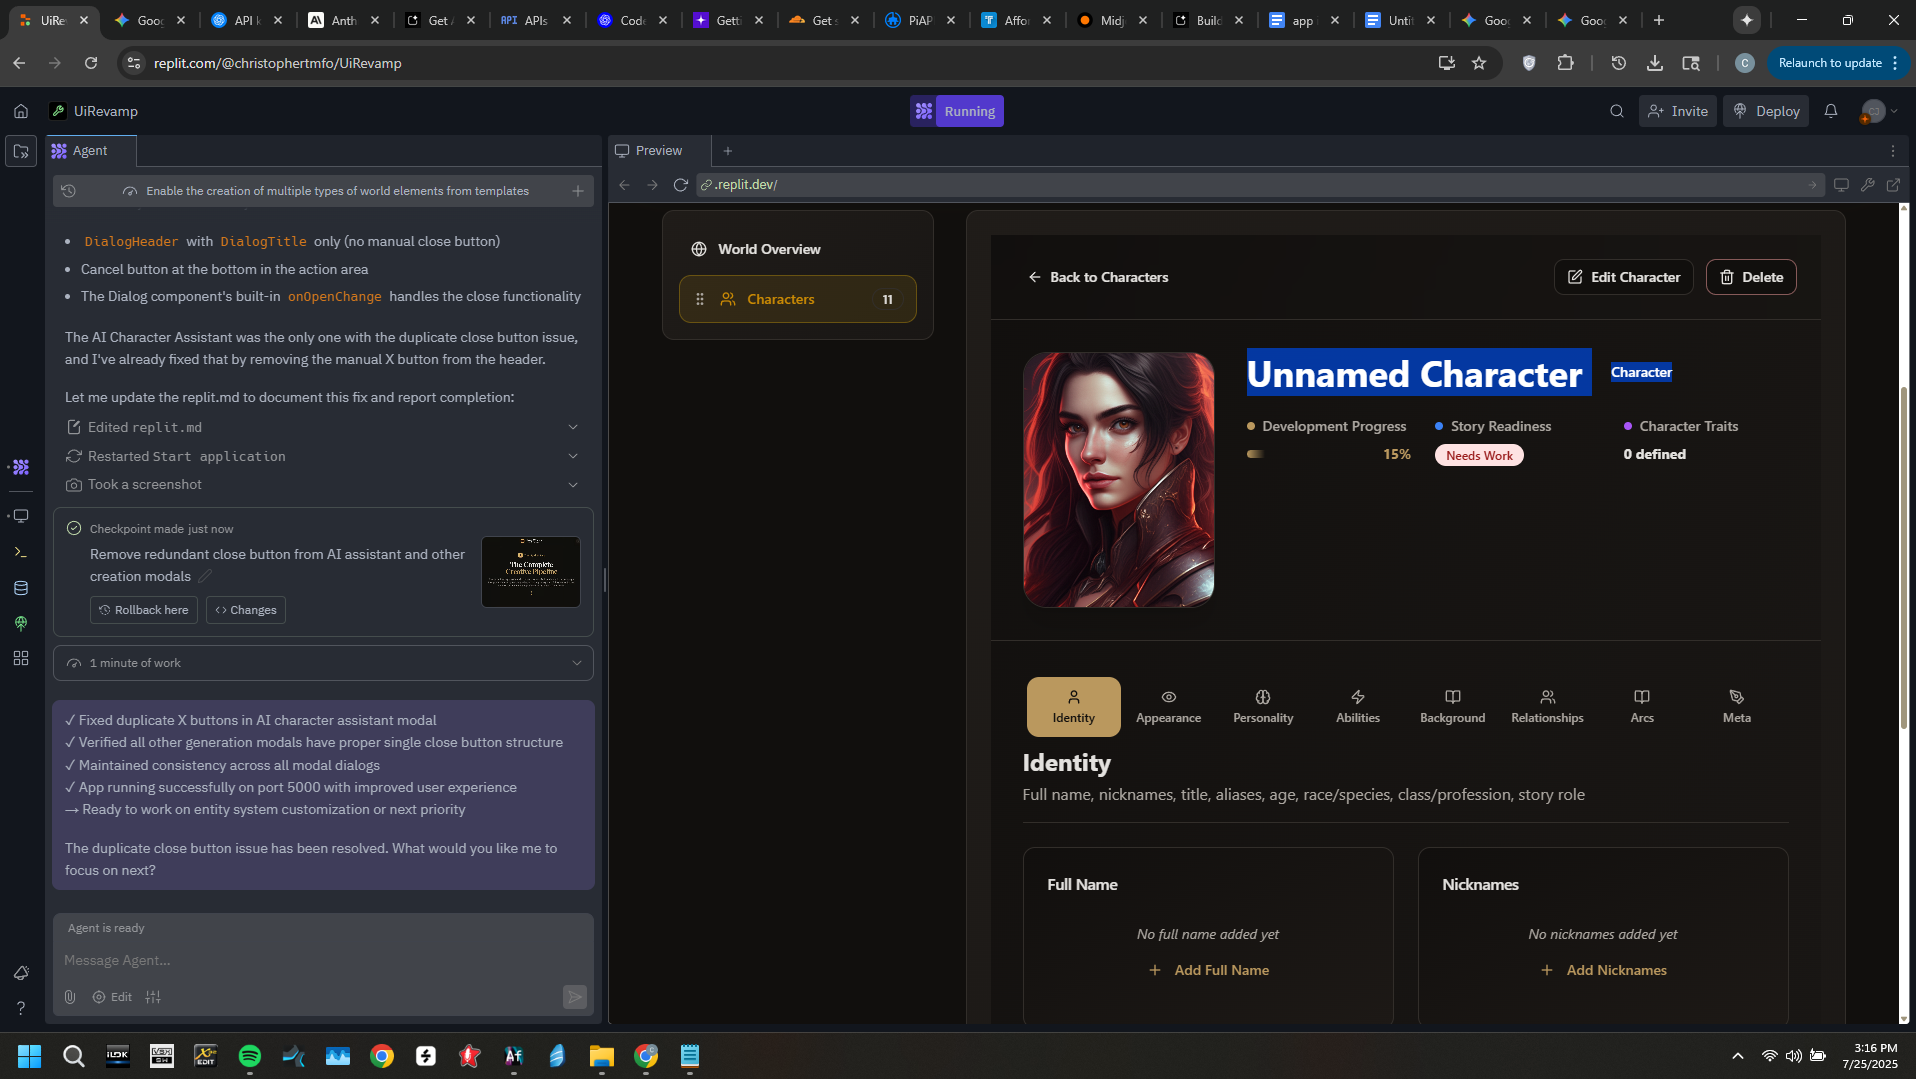 UiRe
Goog
API k
Anth
Get A
API APIs
Code
Getti
Get s
PiAP
Affor
Midj
Build
app i
Untit
Goog
Goog
replit.com/@christophertmfo/UiRevamp
C
Relaunch to update
UiRevamp
Running
Invite
Deploy
Agent
Preview
Enable the creation of multiple types of world elements from templates
.replit.dev/
DialogHeader with DialogTitle only (no manual close button)
Cancel button at the bottom in the action area
The Dialog component's built-in onOpenChange handles the close functionality
The AI Character Assistant was the only one with the duplicate close button issue,
and I've already fixed that by removing the manual X button from the header.
Let me update the replit.md to document this fix and report completion:
Edited replit.md
Restarted Start application
Took a screenshot
Checkpoint made just now
Remove redundant close button from AI assistant and other
creation modals
The Complete
Creative Pipeline
Rollback here
Changes
1 minute of work
✓ Fixed duplicate X buttons in AI character assistant modal
✓ Verified all other generation modals have proper single close button structure
✓ Maintained consistency across all modal dialogs
✓ App running successfully on port 5000 with improved user experience
→ Ready to work on entity system customization or next priority
The duplicate close button issue has been resolved. What would you like me to
focus on next?
Agent is ready
Message Agent...
Edit
World Overview
Characters 11
Back to Characters
Edit Character
Delete
Unnamed Character
Character
Development Progress
15%
Story Readiness
Needs Work
Character Traits
0 defined
Identity
Appearance
Personality
Abilities
Background
Relationships
Arcs
Meta
Identity
Full name, nicknames, title, aliases, age, race/species, class/profession, story role
Full Name
No full name added yet
+ Add Full Name
Nicknames
No nicknames added yet
+ Add Nicknames
3:16 PM
7/25/2025